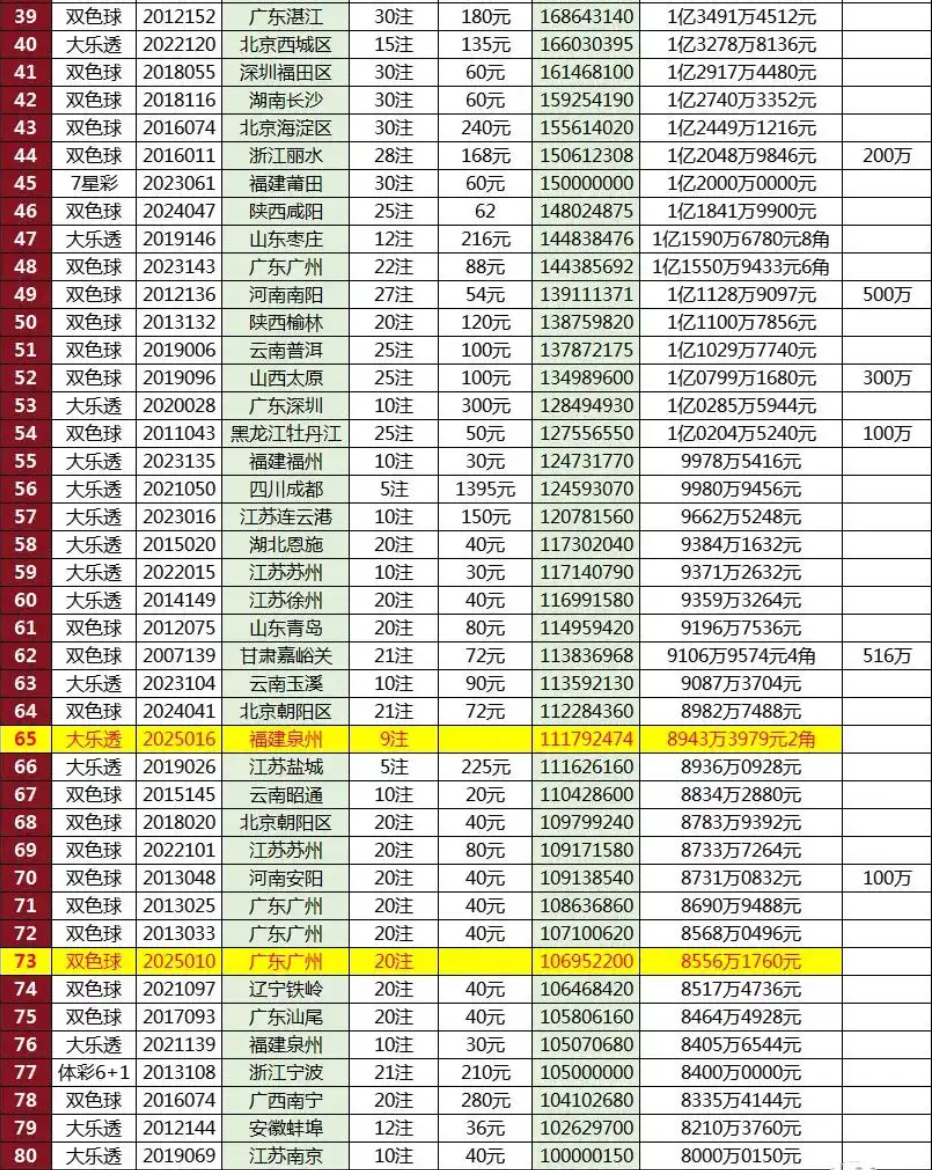 39 双色球 2012152 广东湛江 30注 180元 168643140 1亿3491万4512元
40 大乐透 2022120 北京西城区 15注 135元 166030395 1亿3278万8136元
41 双色球 2018055 深圳福田区 30注 60元 161468100 1亿2917万4480元
42 双色球 2018116 湖南长沙 30注 60元 159254190 1亿2740万3352元
43 双色球 2016074 北京海淀区 30注 240元 155614020 1亿2449万1216元
44 双色球 2016011 浙江丽水 28注 168元 150612308 1亿2048万9846元 200万
45 7星彩 2023061 福建莆田 30注 60元 150000000 1亿2000万0000元
46 双色球 2024047 陕西咸阳 25注 62 148024875 1亿1841万9900元
47 大乐透 2019146 山东枣庄 12注 216元 144838476 1亿1590万6780元8角
48 双色球 2023143 广东广州 22注 88元 144385692 1亿1550万9433元6角
49 双色球 2012136 河南南阳 27注 54元 139111371 1亿1128万9097元 500万
50 双色球 2013132 陕西榆林 20注 120元 138759820 1亿1100万7856元
51 双色球 2019006 云南普洱 25注 100元 137872175 1亿1029万7740元
52 双色球 2019096 山西太原 25注 100元 134989600 1亿0799万1680元 300万
53 大乐透 2020028 广东深圳 10注 300元 128494930 1亿0285万5944元
54 双色球 2011043 黑龙江牡丹江 25注 50元 127556550 1亿0204万5240元 100万
55 大乐透 2023135 福建福州 10注 30元 124731770 9978万5416元
56 大乐透 2021050 四川成都 5注 1395元 124593070 9980万9456元
57 大乐透 2023016 江苏连云港 10注 150元 120781560 9662万5248元
58 大乐透 2015020 湖北恩施 20注 40元 117302040 9384万1632元
59 大乐透 2022015 江苏苏州 10注 30元 117140790 9371万2632元
60 大乐透 2014149 江苏徐州 20注 40元 116991580 9359万3264元
61 双色球 2012075 山东青岛 20注 80元 114959420 9196万7536元
62 双色球 2007139 甘肃嘉峪关 21注 72元 113836968 9106万9574元4角 516万
63 大乐透 2023104 云南玉溪 10注 90元 113592130 9087万3704元
64 双色球 2024041 北京朝阳区 21注 72元 112284360 8982万7488元
65 大乐透 2025016 福建泉州 9注 111792474 8943万3979元2角
66 大乐透 2019026 江苏盐城 5注 225元 111626160 8936万0928元
67 双色球 2015145 云南昭通 10注 20元 110428600 8834万2880元
68 双色球 2018020 北京朝阳区 20注 40元 109799240 8783万9392元
69 双色球 2022101 江苏苏州 20注 80元 109171580 8733万7264元
70 双色球 2013048 河南安阳 20注 40元 109138540 8731万0832元 100万
71 双色球 2013025 广东广州 20注 40元 108636860 8690万9488元
72 双色球 2013033 广东广州 20注 40元 107100620 8568万0496元
73 双色球 2025010 广东广州 20注 106952200 8556万1760元
74 双色球 2021097 辽宁铁岭 20注 40元 106468420 8517万4736元
75 双色球 2017093 广东汕尾 20注 40元 105806160 8464万4928元
76 大乐透 2021139 福建泉州 10注 30元 105070680 8405万6544元
77 体彩6+1 2013108 浙江宁波 21注 210元 105000000 8400万0000元
78 双色球 2016074 广西南宁 20注 280元 104102680 8335万4144元
79 大乐透 2012144 安徽蚌埠 12注 36元 102629700 8210万3760元
80 大乐透 2019069 江苏南京 10注 30元 100000150 8000万0150元